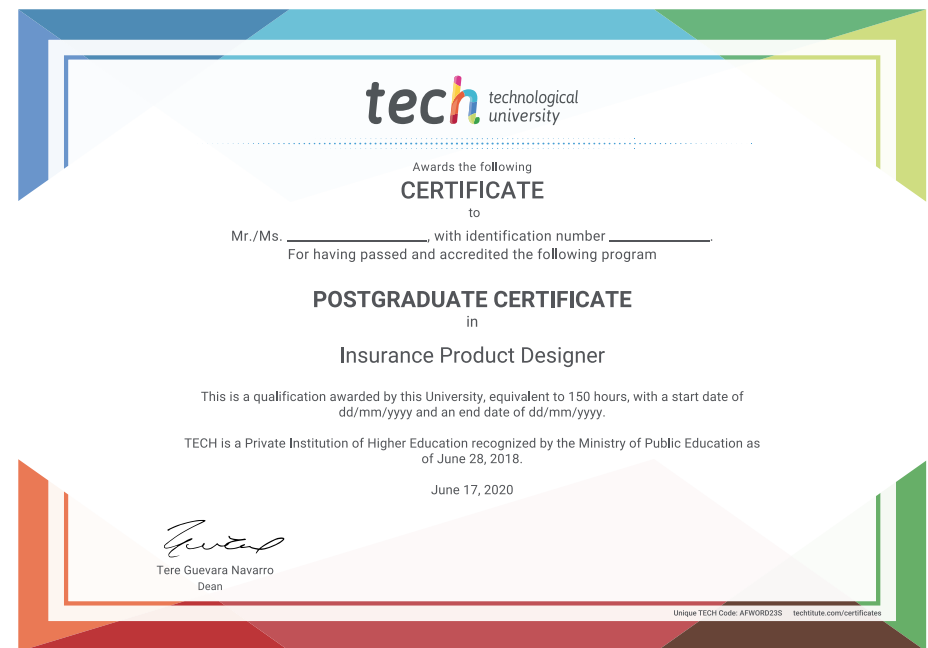 tech technological
university
Awards the following
CERTIFICATE
to
Mr./Ms. ____________________, with identification number ______________.
For having passed and accredited the following program
POSTGRADUATE CERTIFICATE
in
Insurance Product Designer
This is a qualification awarded by this University, equivalent to 150 hours, with a start date of
dd/mm/yyyy and an end date of dd/mm/yyyy.
TECH is a Private Institution of Higher Education recognized by the Ministry of Public Education as
of June 28, 2018.
June 17, 2020
Tere Guevara Navarro
Dean
Unique TECH Code: AFWORD23S techtitute.com/certificates